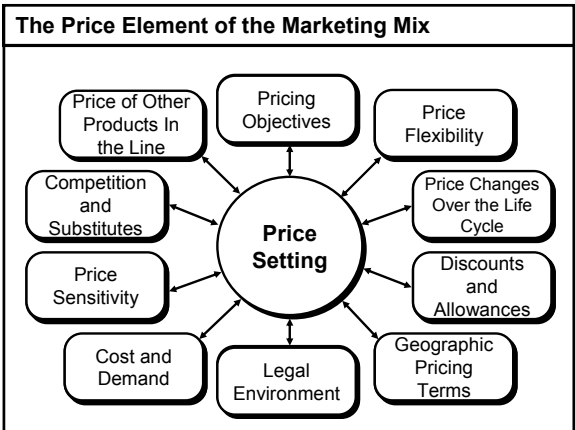 The Price Element of the Marketing Mix
Pricing
Objectives
Price
Flexibility
Price Changes
Over the Life
Cycle
Discounts
and
Allowances
Geographic
Pricing
Terms
Legal
Environment
Cost and
Demand
Price
Sensitivity
Competition
and
Substitutes
Price of Other
Products In
the Line
Price
Setting